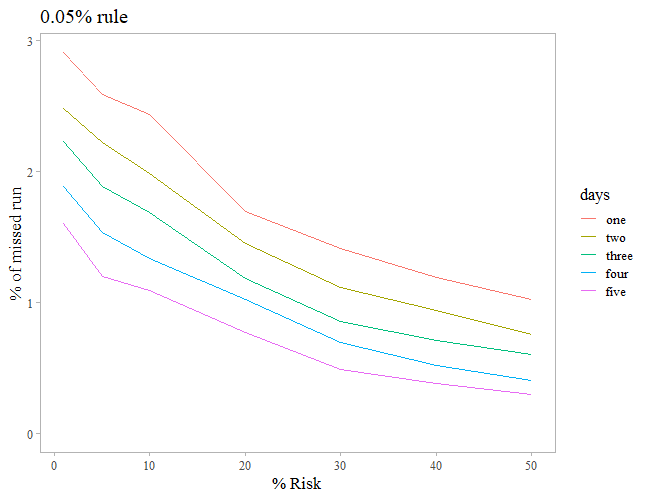 0.05% rule
% of missed run
3
2
1
0
0
10
20
30
40
50
% Risk
days
one
two
three
four
five